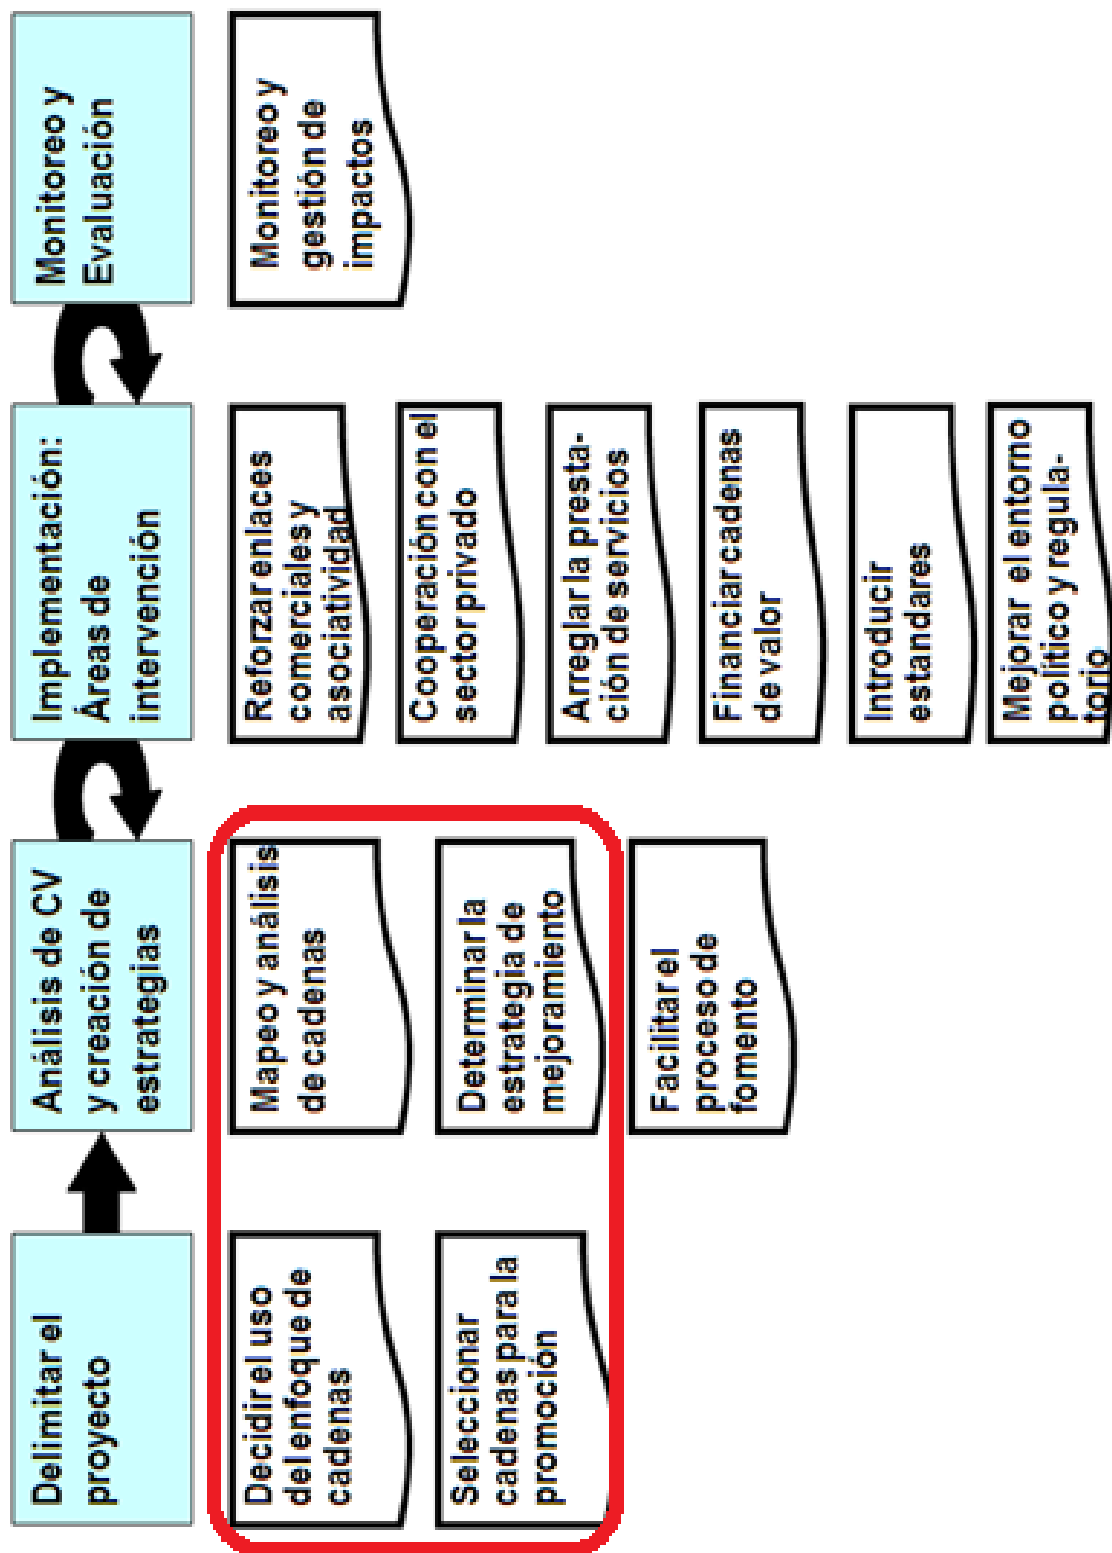 Delimitar el
proyecto
Análisis de CV
y creación de
estrategias
Implementación:
Áreas de
intervención
Monitoreo y
Evaluación
Decidir el uso
del enfoque de
cadenas
Seleccionar
cadenas para la
promoción
Mapeo y análisis
de cadenas
Determinar la
estrategia de
mejoramiento
Facilitar el
proceso de
fomento
Reforzar enlaces
comerciales y
asociatividad
Cooperación con el
sector privado
Arreglar la presta-
ción de servicios
Financiar cadenas
de valor
Introducir
estandares
Mejorar el entorno
político y regula-
torio
Monitoreo y
gestión de
impactos